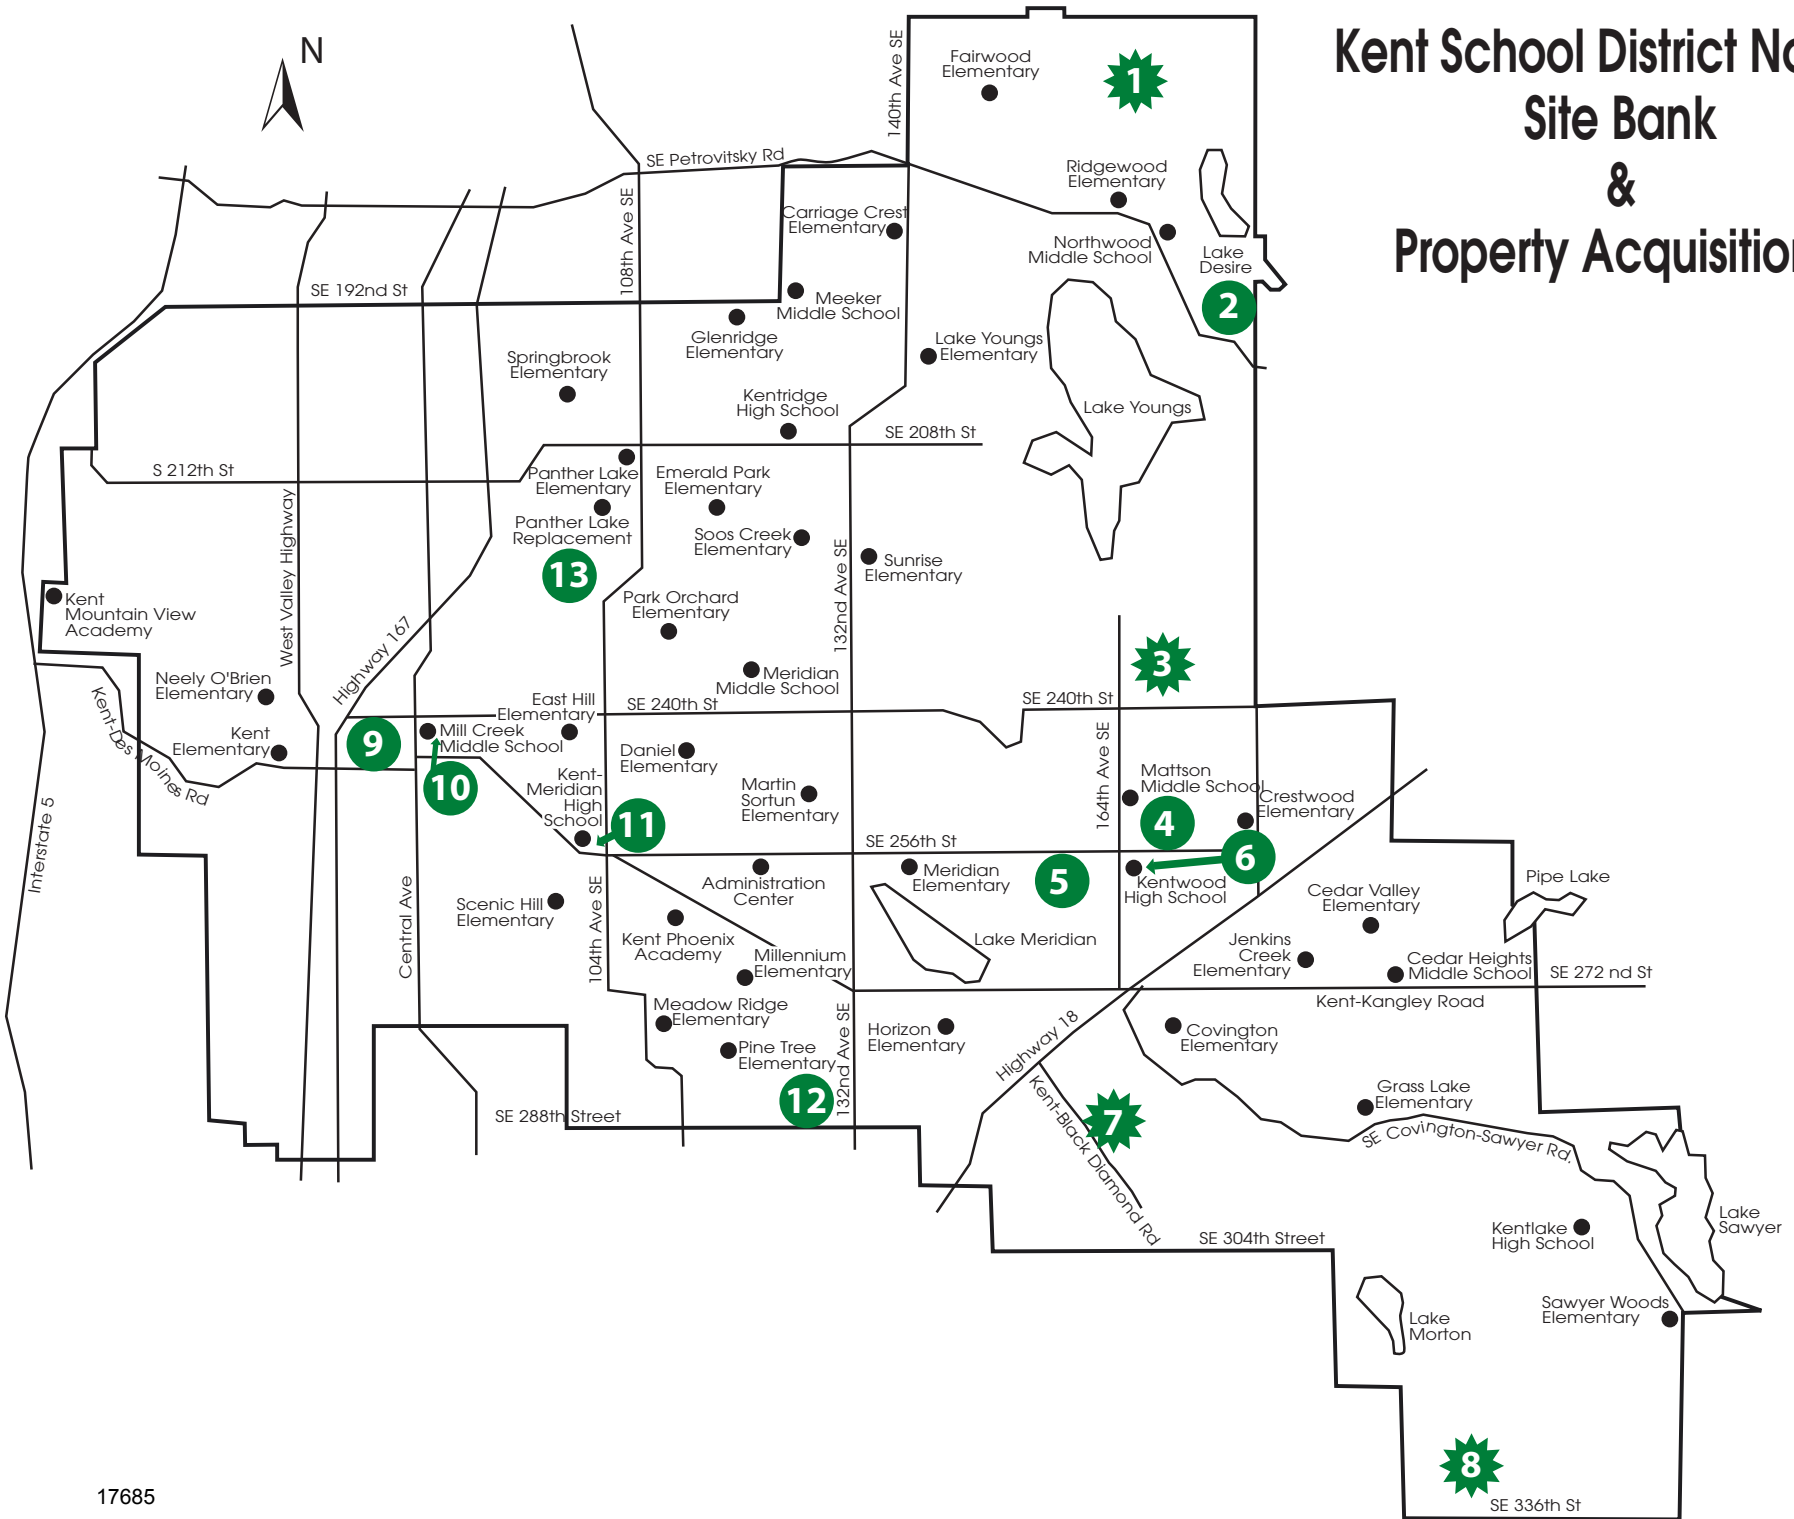 Kent School District No
Site Bank
&
Property Acquisition
N
140th Ave SE
Fairwood
Elementary
1
SE Petrovitsky Rd
Ridgewood
Elementary
108th Ave SE
Carriage Crest
Elementary
Northwood
Middle School
Lake
Desire
2
SE 192nd St
Meeker
Middle School
Glenridge
Elementary
Lake Youngs
Elementary
Springbrook
Elementary
Kentridge
High School
Lake Youngs
SE 208th St
S 212th St
Panther Lake
Elementary
Emerald Park
Elementary
Panther Lake
Replacement
Soos Creek
Elementary
West Valley Highway
132nd Ave SE
Sunrise
Elementary
13
Kent
Mountain View
Academy
Park Orchard
Elementary
Highway 167
3
Neely O'Brien
Elementary
Meridian
Middle School
Kent-Des Moines Rd
East Hill
Elementary
SE 240th St
SE 240th St
Kent
Elementary
9
Mill Creek
Middle School
Daniel
Elementary
164th Ave SE
10
Kent-
Meridian
High
School
Martin
Sortun
Elementary
Mattson
Middle School
Crestwood
Elementary
11
4
Interstate 5
SE 256th St
6
Central Ave
104th Ave SE
Administration
Center
Meridian
Elementary
5
Kentwood
High School
Cedar Valley
Elementary
Pipe Lake
Scenic Hill
Elementary
Kent Phoenix
Academy
Lake Meridian
Jenkins
Creek
Elementary
Millennium
Elementary
Cedar Heights
Middle School
SE 272 nd St
Kent-Kangley Road
Meadow Ridge
Elementary
132nd Ave SE
Horizon
Elementary
Highway 18
Covington
Elementary
Pine Tree
Elementary
12
Kent-Black Diamond Rd
7
Grass Lake
Elementary
SE 288th Street
SE Covington-Sawyer Rd.
Lake
Sawyer
Kentlake
High School
SE 304th Street
Sawyer Woods
Elementary
Lake
Morton
8
17685
SE 336th St